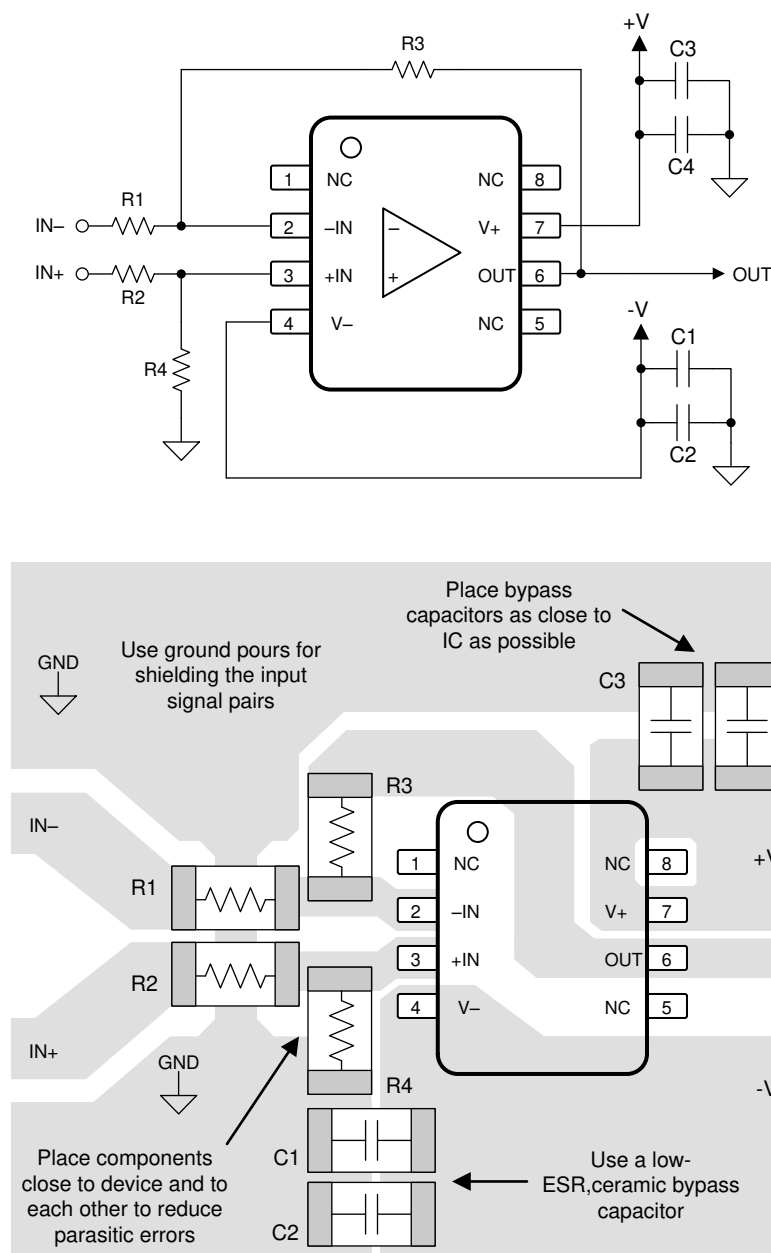 +V
R3
C3
C4
1
NC
NC
8
R1
IN–
2
–IN
–
V+
7
IN+
R2
3
+IN
+
OUT
6
OUT
4
V–
NC
5
-V
C1
R4
C2
Place bypass
capacitors as close to
IC as possible
Use ground pours for
shielding the input
signal pairs
GND
C3
R3
IN–
1
NC
NC
8
+V
R1
2
–IN
V+
7
3
+IN
OUT
6
R2
4
V–
NC
5
IN+
GND
R4
-V
Place components
close to device and to
each other to reduce
parasitic errors
C1
C2
Use a low-
ESR,ceramic bypass
capacitor